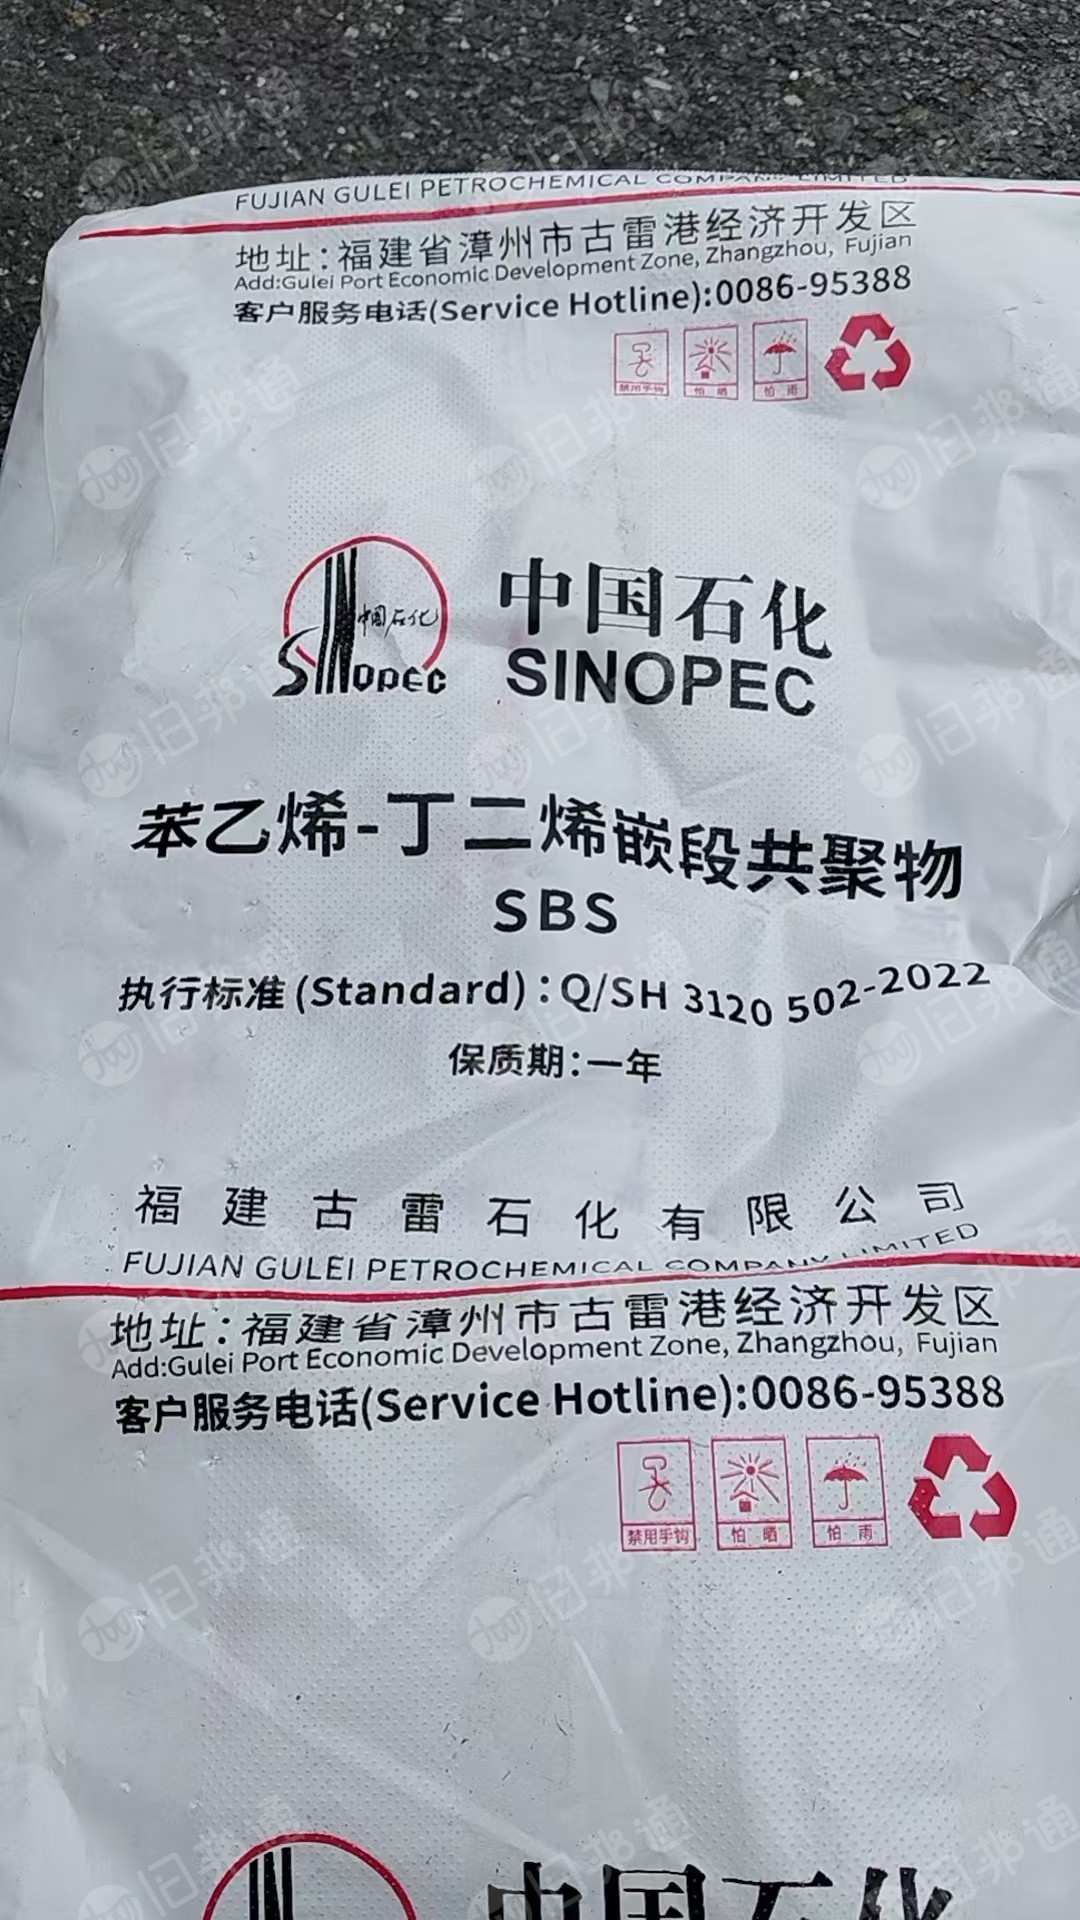 FUJIAN GULEI PETROCHEMICAL COMPANY LIMITED
地址：福建省漳州市古雷港经济开发区
Add:Gulei Port Economic Development Zone, Zhangzhou, Fujian
客户服务电话(Service Hotline):0086-95388
禁用手钩 怕 晒 怕 雨
中国石化
SINOPEC
中国石化
SINOPEC
苯乙烯-丁二烯嵌段共聚物
SBS
执行标准(Standard)：Q/SH 3120 502-2022
保质期：一年
福建古雷石化有限公司
FUJIAN GULEI PETROCHEMICAL COMPANY LIMITED
地址：福建省漳州市古雷港经济开发区
Add:Gulei Port Economic Development Zone, Zhangzhou, Fujian
客户服务电话(Service Hotline):0086-95388
禁用手钩 怕 晒 怕 雨
中国石化
旧邦通